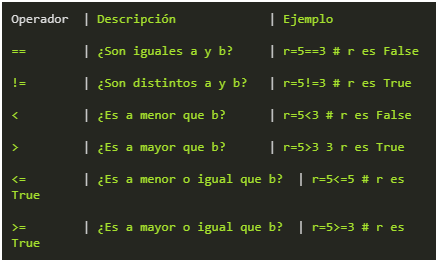 Operador | Descripción | Ejemplo
== | ¿Son iguales a y b? | r=5==3 # r es False
!= | ¿Son distintos a y b? | r=5!=3 # r es True
< | ¿Es a menor que b? | r=5<3 # r es False
> | ¿Es a mayor que b? | r=5>3 3 r es True
<= | ¿Es a menor o igual que b? | r=5<=5 # r es
True
>= | ¿Es a mayor o igual que b? | r=5>=3 # r es
True